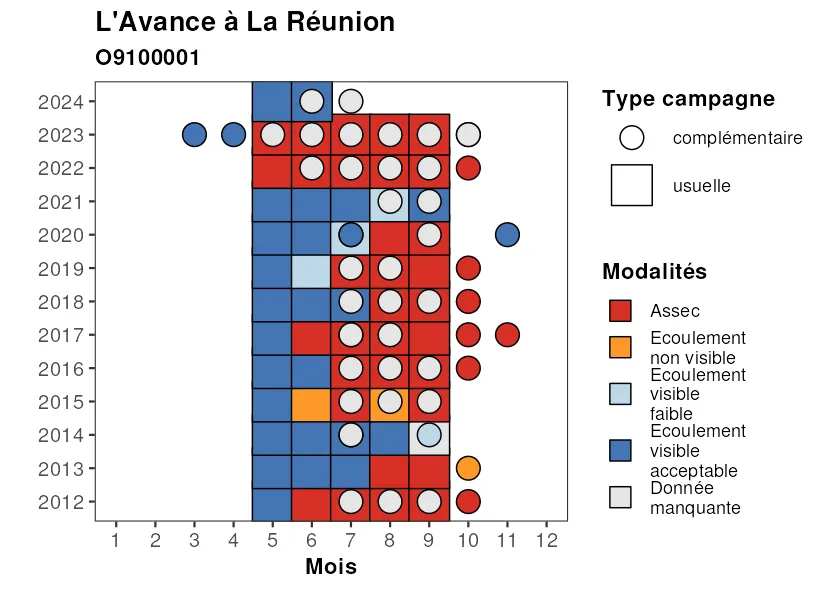 L'Avance à La Réunion
O9100001
2024
2023
2022
2021
2020
2019
2018
2017
2016
2015
2014
2013
2012
1 2 3 4 5 6 7 8 9 10 11 12
Mois
Type campagne
complémentaire
usuelle
Modalités
Assec
Ecoulement
non visible
Ecoulement
visible
faible
Ecoulement
visible
acceptable
Donnée
manquante